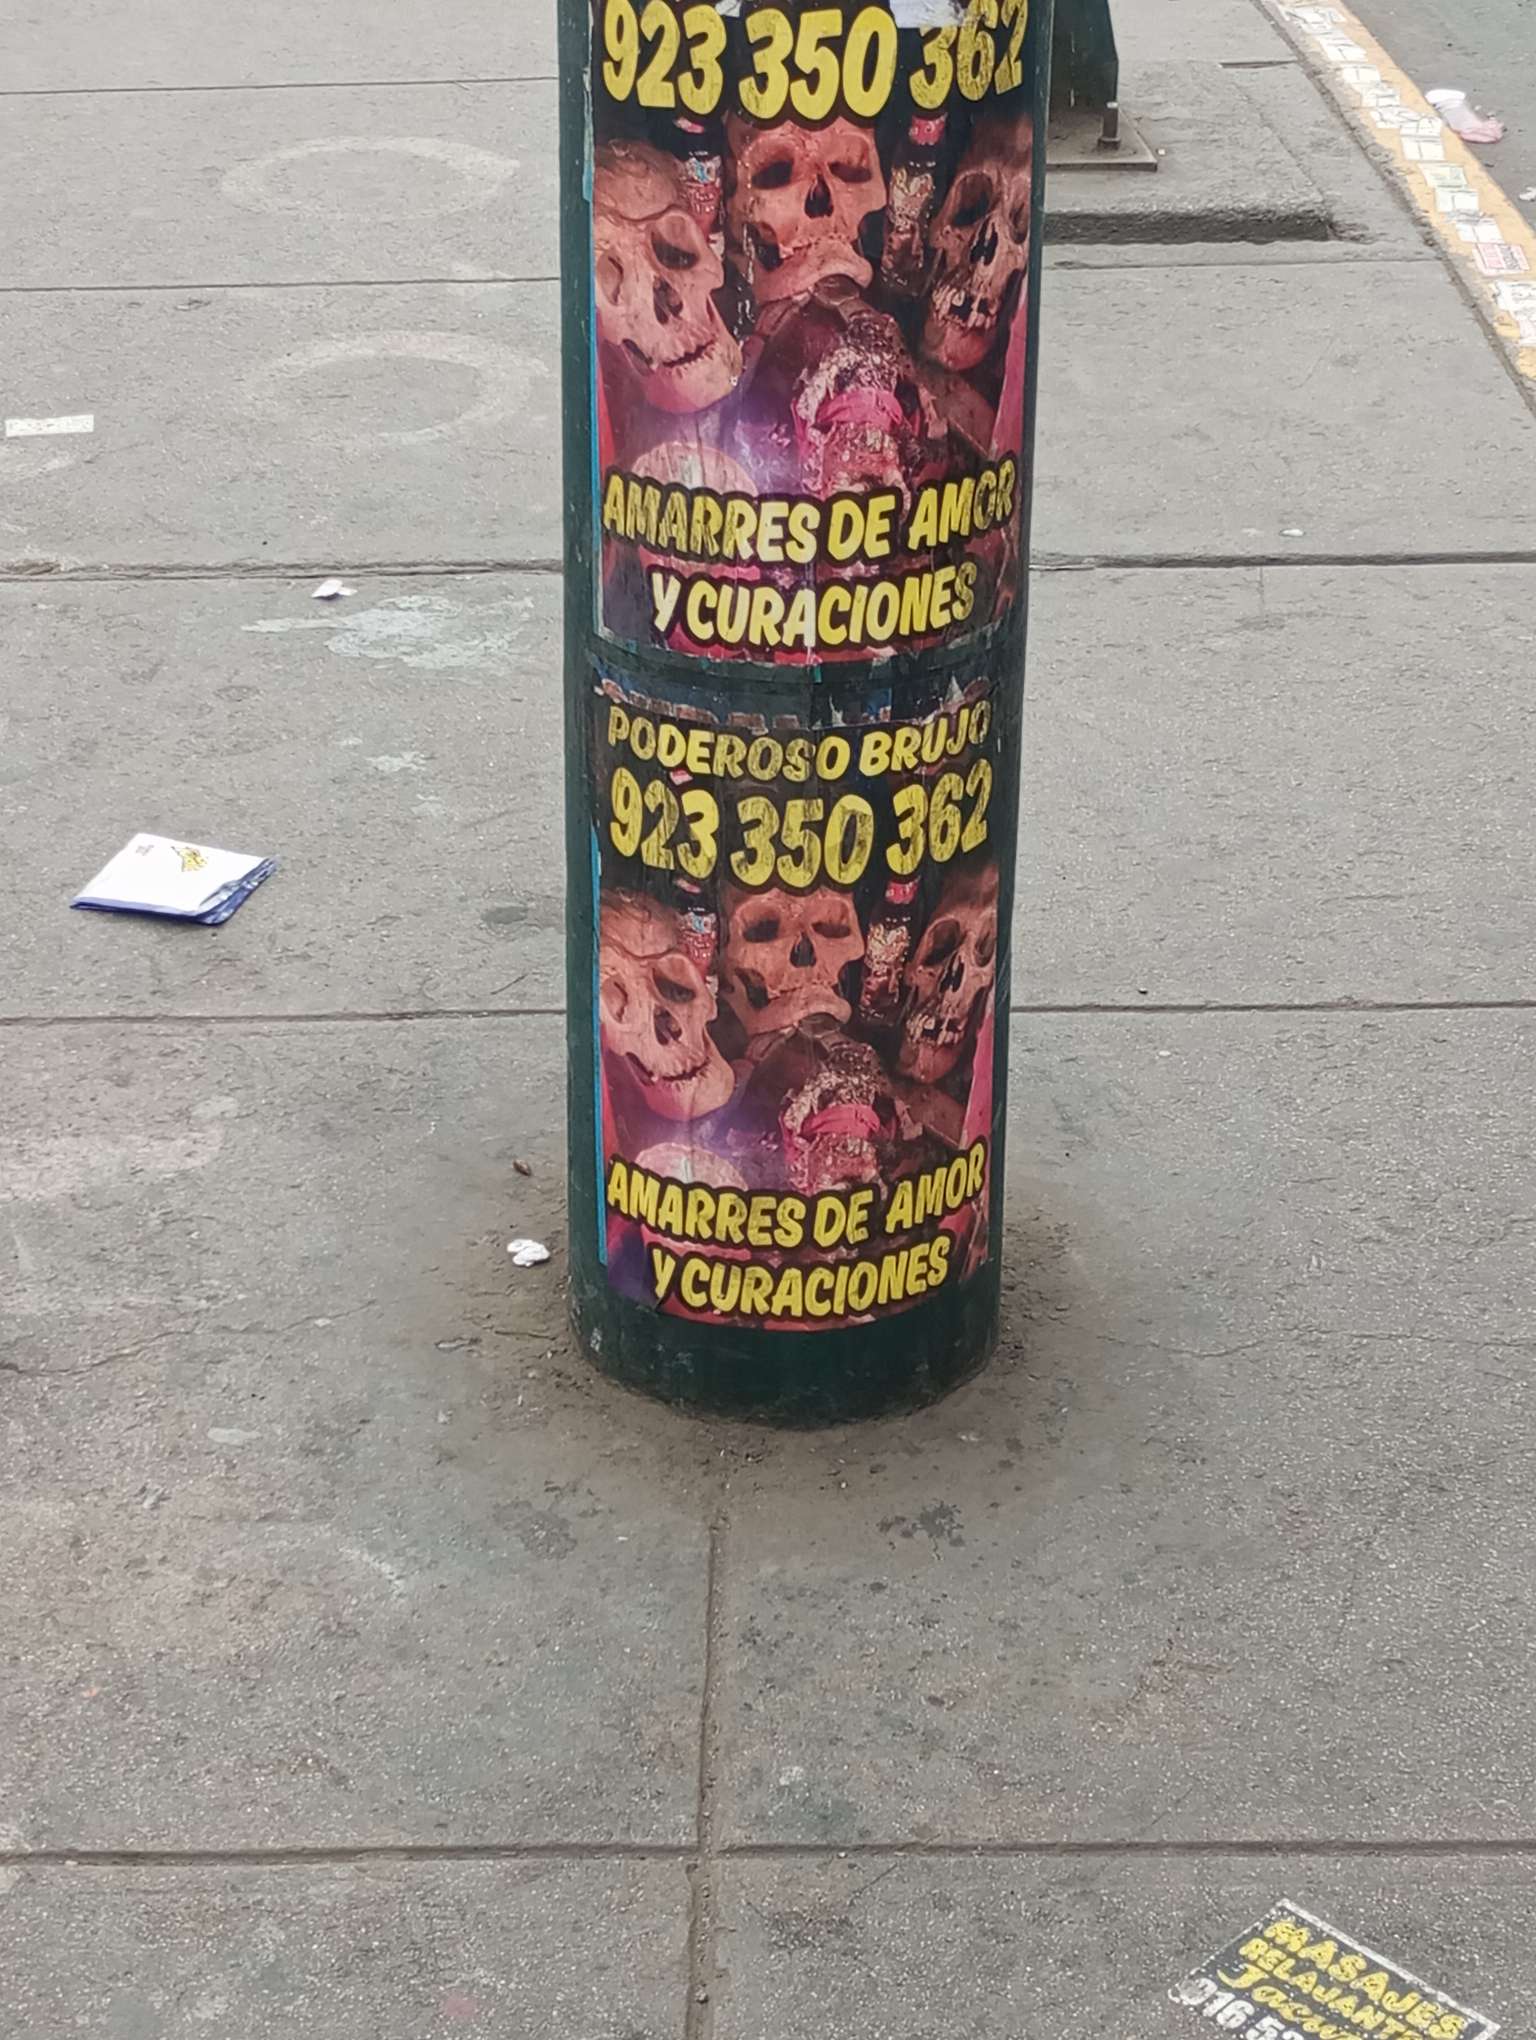 923 350 362
AMARRES DE AMOR
Y CURACIONES
PODEROSO BRUJO
923 350 362
AMARRES DE AMOR
Y CURACIONES
MASAJES
RELAJANTES